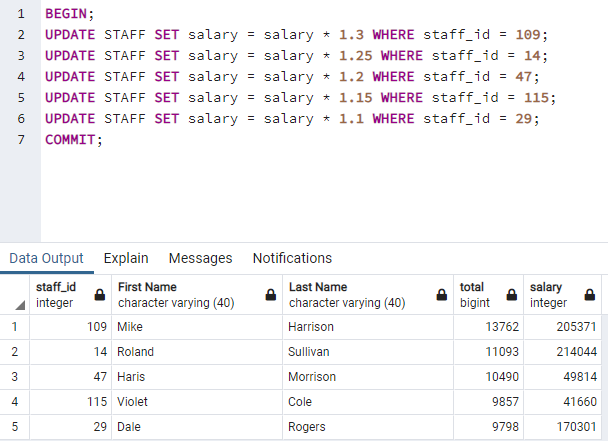 1 BEGIN;
2 UPDATE STAFF SET salary = salary * 1.3 WHERE staff_id = 109;
3 UPDATE STAFF SET salary = salary * 1.25 WHERE staff_id = 14;
4 UPDATE STAFF SET salary = salary * 1.2 WHERE staff_id = 47;
5 UPDATE STAFF SET salary = salary * 1.15 WHERE staff_id = 115;
6 UPDATE STAFF SET salary = salary * 1.1 WHERE staff_id = 29;
7 COMMIT;
Data Output Explain Messages Notifications
staff_id First Name Last Name total salary
integer character varying (40) character varying (40) bigint integer
1 109 Mike Harrison 13762 205371
2 14 Roland Sullivan 11093 214044
3 47 Haris Morrison 10490 49814
4 115 Violet Cole 9857 41660
5 29 Dale Rogers 9798 170301